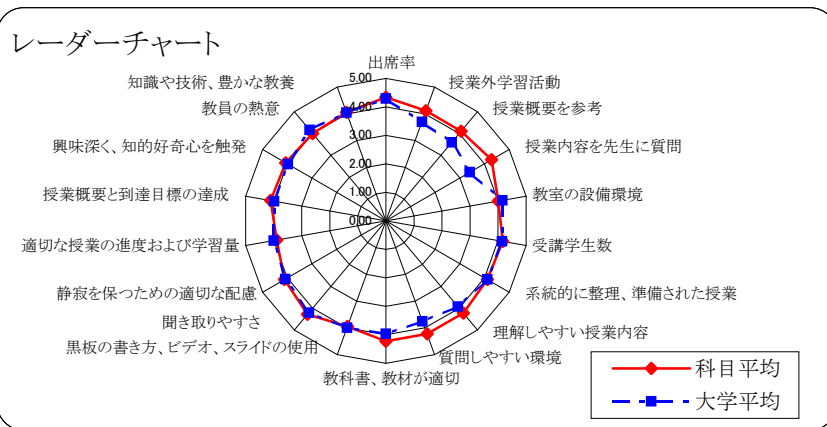 レーダーチャート
出席率
授業外学習活動
授業概要を参考
授業内容を先生に質問
教室の設備環境
受講学生数
系統的に整理、準備された授業
理解しやすい授業内容
質問しやすい環境
教科書、教材が適切
黒板の書き方、ビデオ、スライドの使用
聞き取りやすさ
静寂を保つための適切な配慮
適切な授業の進度および学習量
授業概要と到達目標の達成
興味深く、知的好奇心を触発
教員の熱意
知識や技術、豊かな教養
5.00
4.00
3.00
2.00
1.00
0.00
科目平均
大学平均